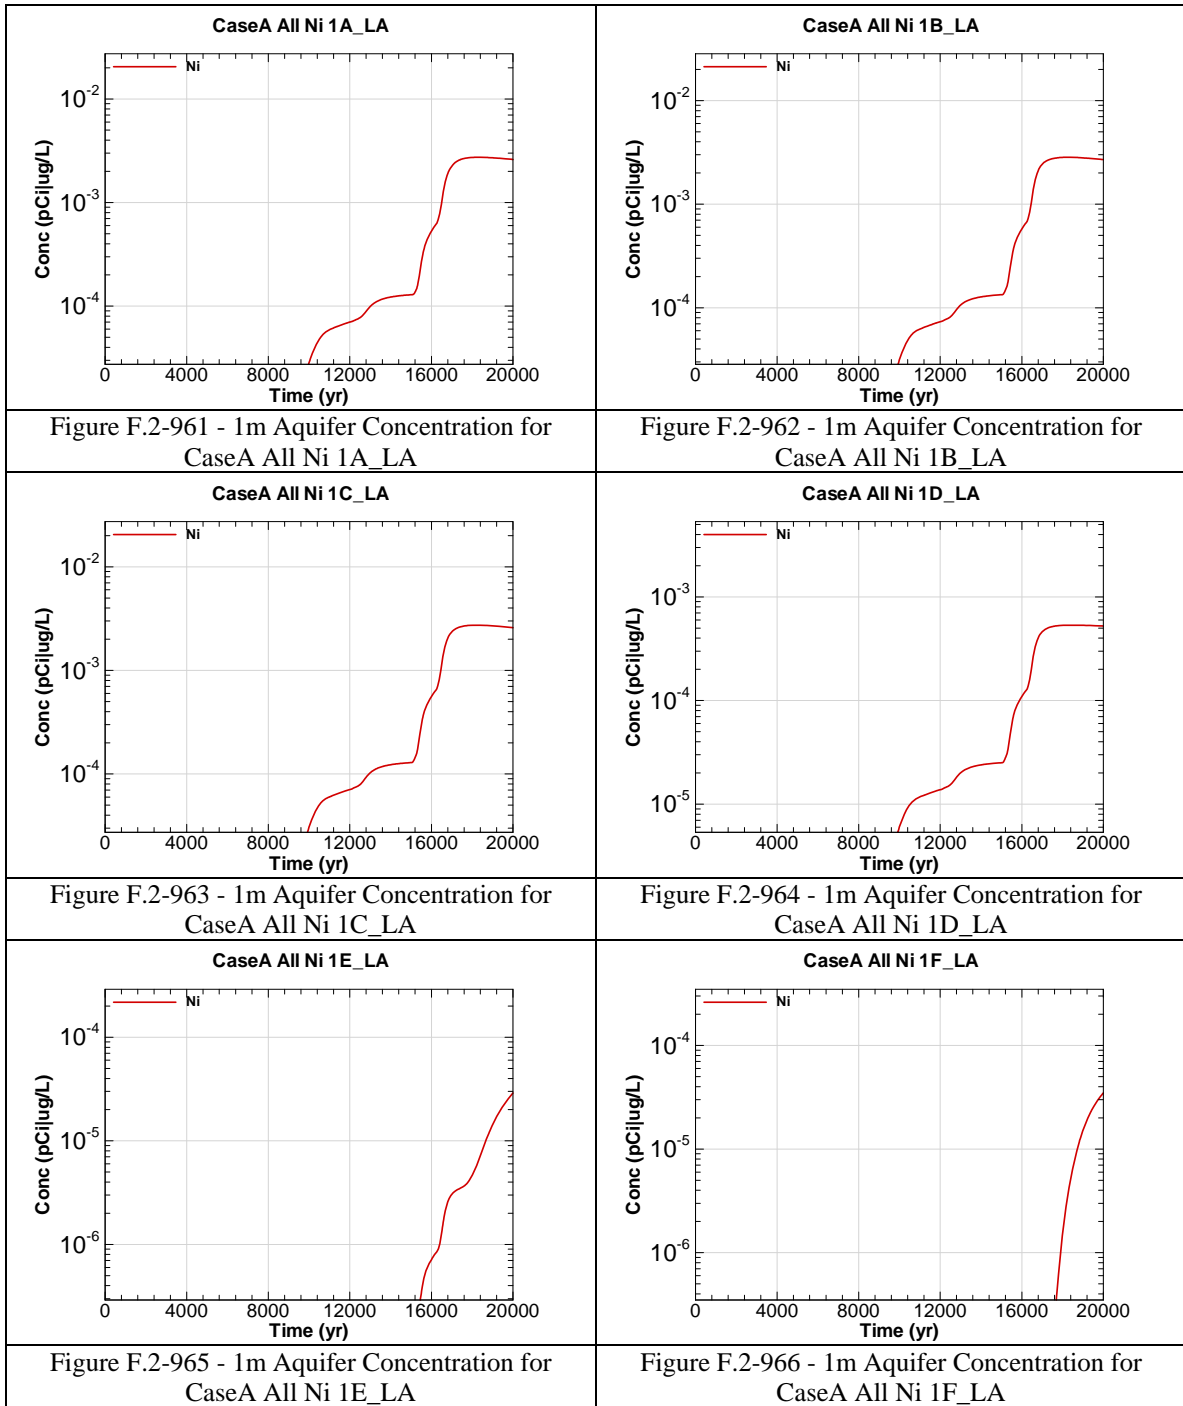 CaseA All Ni 1A_LA
Ni
10-2
10-3
10-4
Conc (pCi|ug/L)
0 4000 8000 12000 16000 20000
Time (yr)
Figure F.2-961 - 1m Aquifer Concentration for
CaseA All Ni 1A_LA
CaseA All Ni 1B_LA
Ni
10-2
10-3
10-4
Conc (pCi|ug/L)
0 4000 8000 12000 16000 20000
Time (yr)
Figure F.2-962 - 1m Aquifer Concentration for
CaseA All Ni 1B_LA
CaseA All Ni 1C_LA
Ni
10-2
10-3
10-4
Conc (pCi|ug/L)
0 4000 8000 12000 16000 20000
Time (yr)
Figure F.2-963 - 1m Aquifer Concentration for
CaseA All Ni 1C_LA
CaseA All Ni 1D_LA
Ni
10-3
10-4
10-5
Conc (pCi|ug/L)
0 4000 8000 12000 16000 20000
Time (yr)
Figure F.2-964 - 1m Aquifer Concentration for
CaseA All Ni 1D_LA
CaseA All Ni 1E_LA
Ni
10-4
10-5
10-6
Conc (pCi|ug/L)
0 4000 8000 12000 16000 20000
Time (yr)
Figure F.2-965 - 1m Aquifer Concentration for
CaseA All Ni 1E_LA
CaseA All Ni 1F_LA
Ni
10-4
10-5
10-6
Conc (pCi|ug/L)
0 4000 8000 12000 16000 20000
Time (yr)
Figure F.2-966 - 1m Aquifer Concentration for
CaseA All Ni 1F_LA